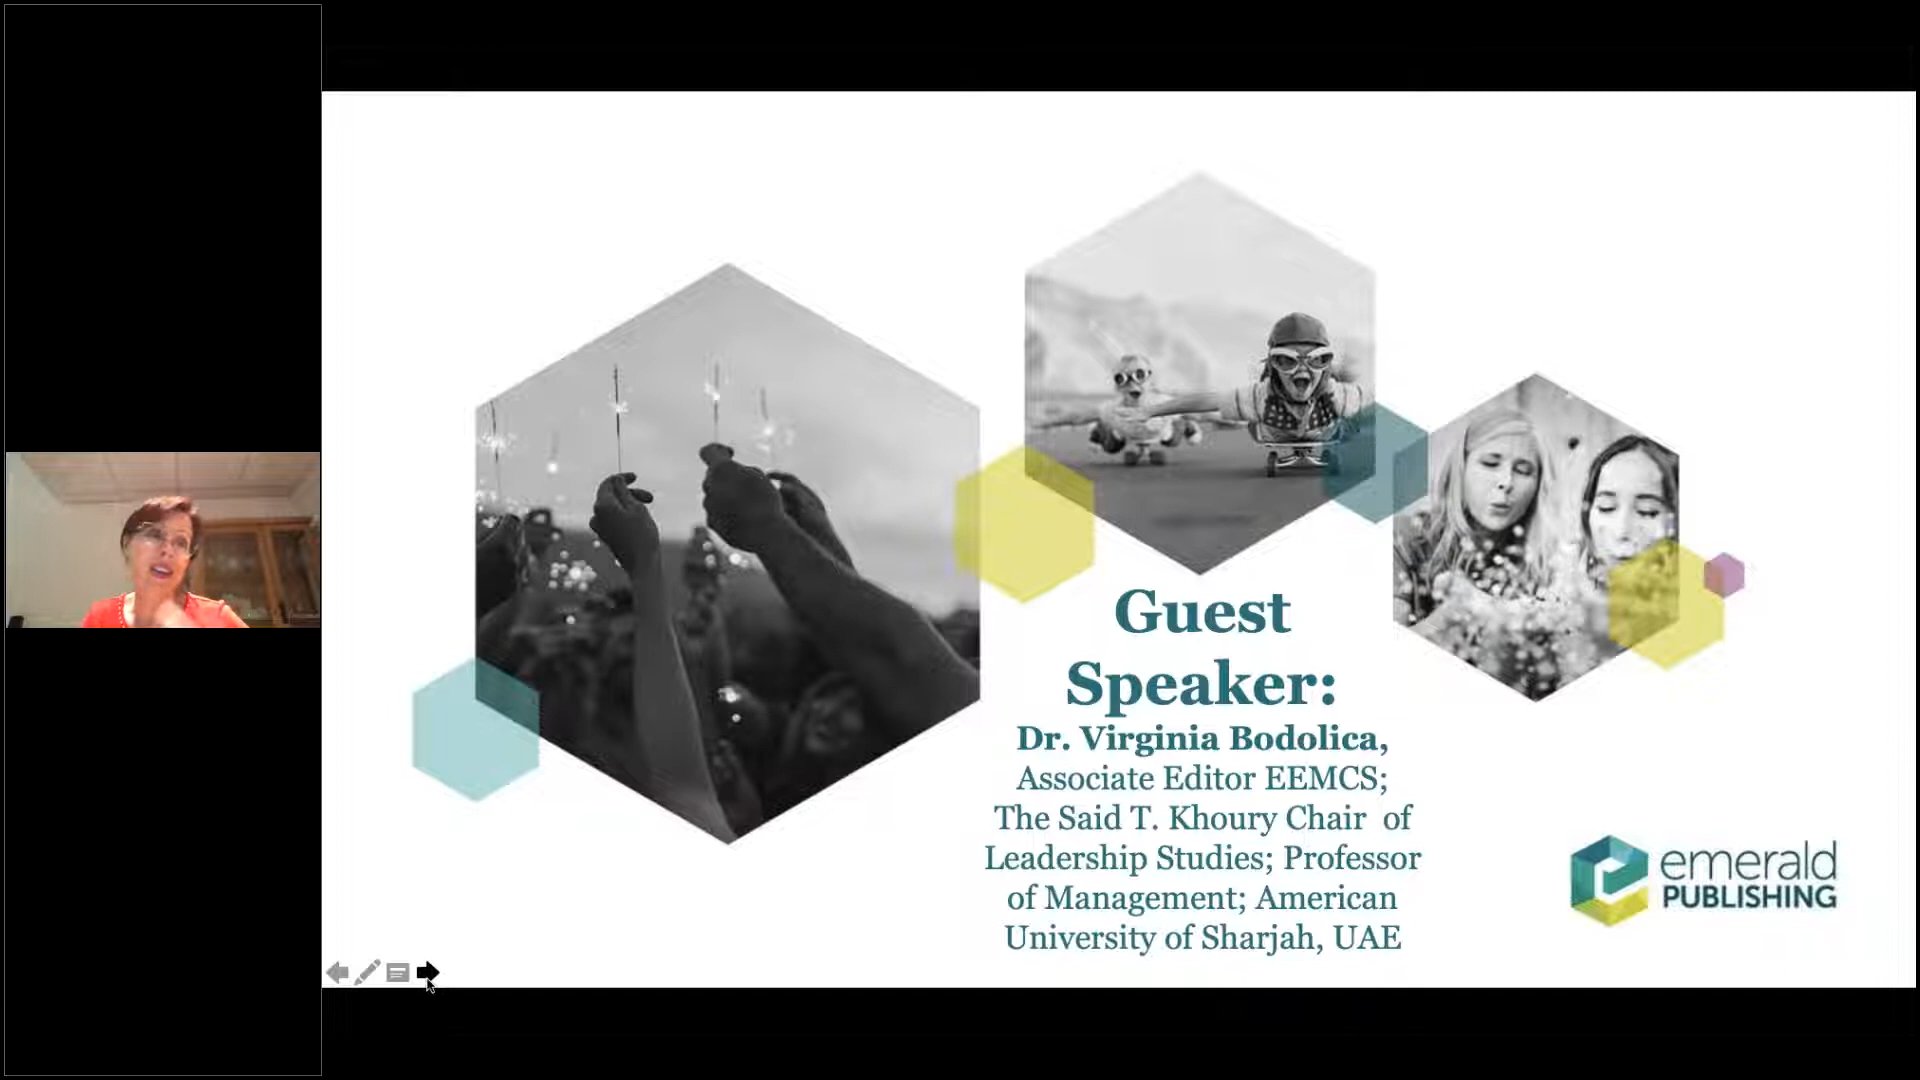 Guest
Speaker:
Dr. Virginia Bodolica,
Associate Editor EEMCS;
The Said T. Khoury Chair of
Leadership Studies; Professor
of Management; American
University of Sharjah, UAE
emerald
PUBLISHING